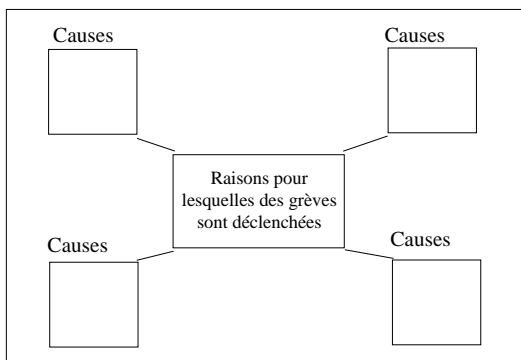 Causes
Causes
Raisons pour
lesquelles des grèves
sont déclenchées
Causes
Causes